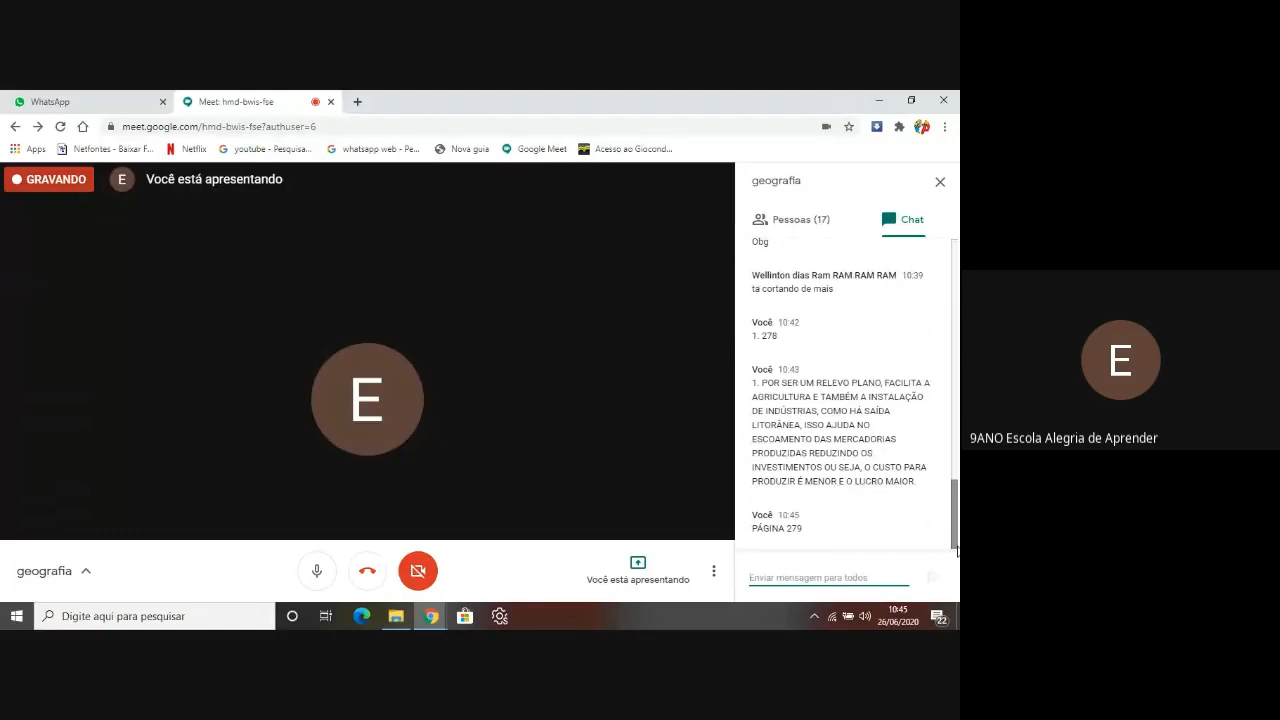 WhatsApp
Meet: hmd-bwis-fse
meet.google.com/hmd-bwis-fse?authuser=6
Apps
Netfontes - Baixar F...
Netflix
youtube - Pesquisa...
whatsapp web - Pe...
Nova guia
Google Meet
Acesso ao Giocond...
GRAVANDO
E
Você está apresentando
geografia
Pessoas (17)
Chat
Obg
Wellinton dias Ram RAM RAM RAM 10:39
ta cortando de mais
Você 10:42
1. 278
Você 10:43
1. POR SER UM RELEVO PLANO, FACILITA A
AGRICULTURA E TAMBÉM A INSTALAÇÃO
DE INDÚSTRIAS, COMO HÁ SAÍDA
LITORÂNEA, ISSO AJUDA NO
ESCOAMENTO DAS MERCADORIAS
PRODUZIDAS REDUZINDO OS
INVESTIMENTOS OU SEJA, O CUSTO PARA
PRODUZIR É MENOR E O LUCRO MAIOR.
Você 10:45
PÁGINA 279
Enviar mensagem para todos
E
E
9ANO Escola Alegria de Aprender
geografia
Você está apresentando
Digite aqui para pesquisar
10:45
26/06/2020
22